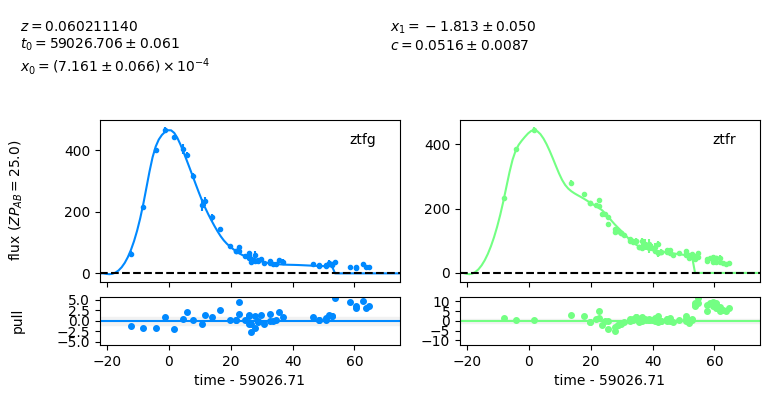 z = 0.060211140
t₀ = 59026.706 ± 0.061
x₀ = (7.161 ± 0.066) × 10⁻⁴
x₁ = −1.813 ± 0.050
c = 0.0516 ± 0.0087
flux (ZP_AB = 25.0)
400
200
0
ztfg
400
200
0
ztfr
pull
5.0
2.5
0.0
−2.5
−5.0
10
5
0
−5
−10
−20 0 20 40 60
−20 0 20 40 60
time - 59026.71
time - 59026.71